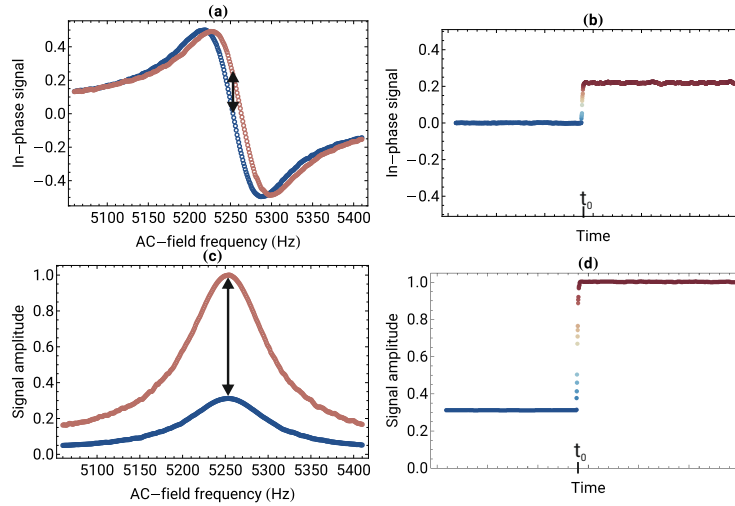 (a)
In−phase signal
0.4
0.2
0.0
−0.2
−0.4
5100 5150 5200 5250 5300 5350 5400
AC−field frequency (Hz)
(b)
In−phase signal
0.4
0.2
0.0
−0.2
−0.4
t0
Time
(c)
Signal amplitude
1.0
0.8
0.6
0.4
0.2
0.0
5100 5150 5200 5250 5300 5350 5400
AC−field frequency (Hz)
(d)
Signal amplitude
1.0
0.8
0.6
0.4
0.2
0.0
t0
Time